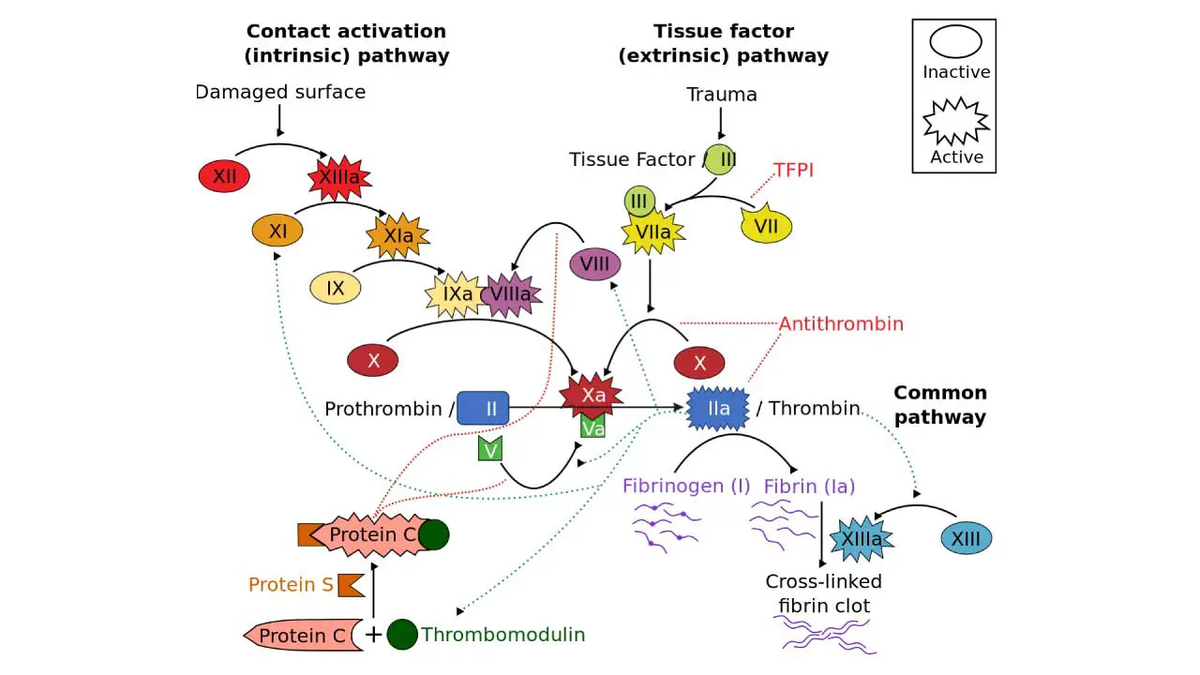 Contact activation
(intrinsic) pathway
Tissue factor
(extrinsic) pathway
Inactive
Active
Damaged surface
Trauma
XII
XIIIa
Tissue Factor / III
TFPI
XI
XIa
III
VIIa
VII
IX
IXa
VIIIa
VIII
Antithrombin
X
X
Xa
Prothrombin / II
Va
IIa / Thrombin
Common
pathway
V
Fibrinogen (I)
Fibrin (Ia)
Protein C
XIIIa
XIII
Protein S
Cross-linked
fibrin clot
Protein C + Thrombomodulin